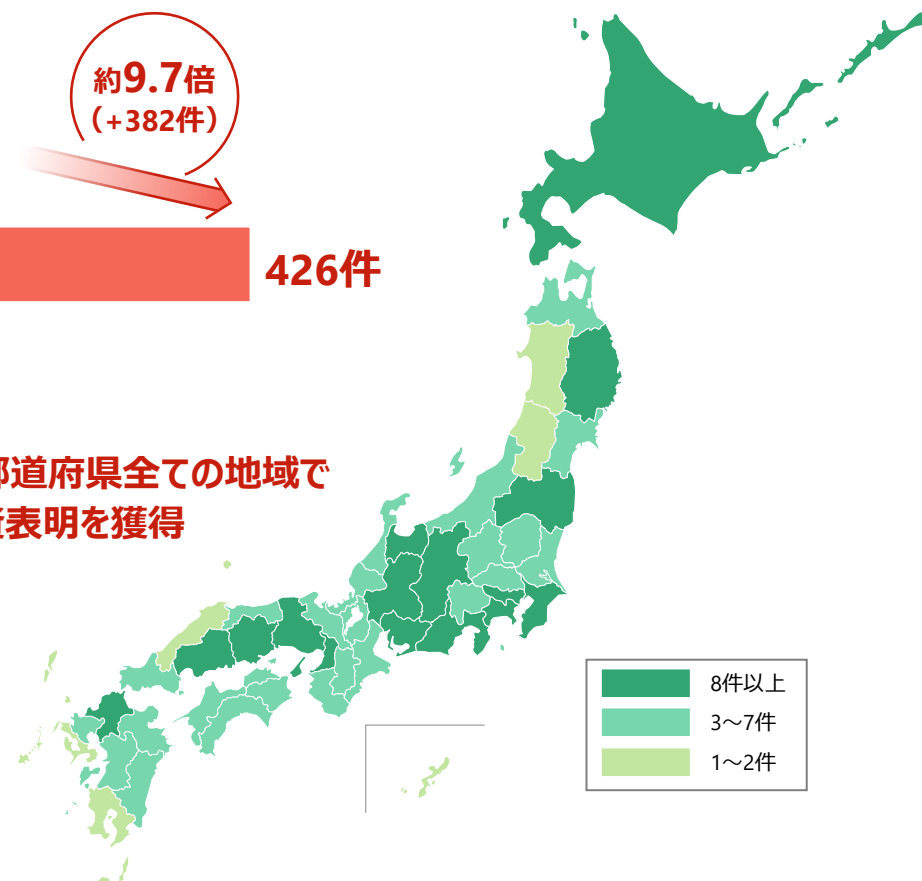 約9.7倍
（+382件）
426件
都道府県全ての地域で
表明を獲得
8件以上
3～7件
1～2件